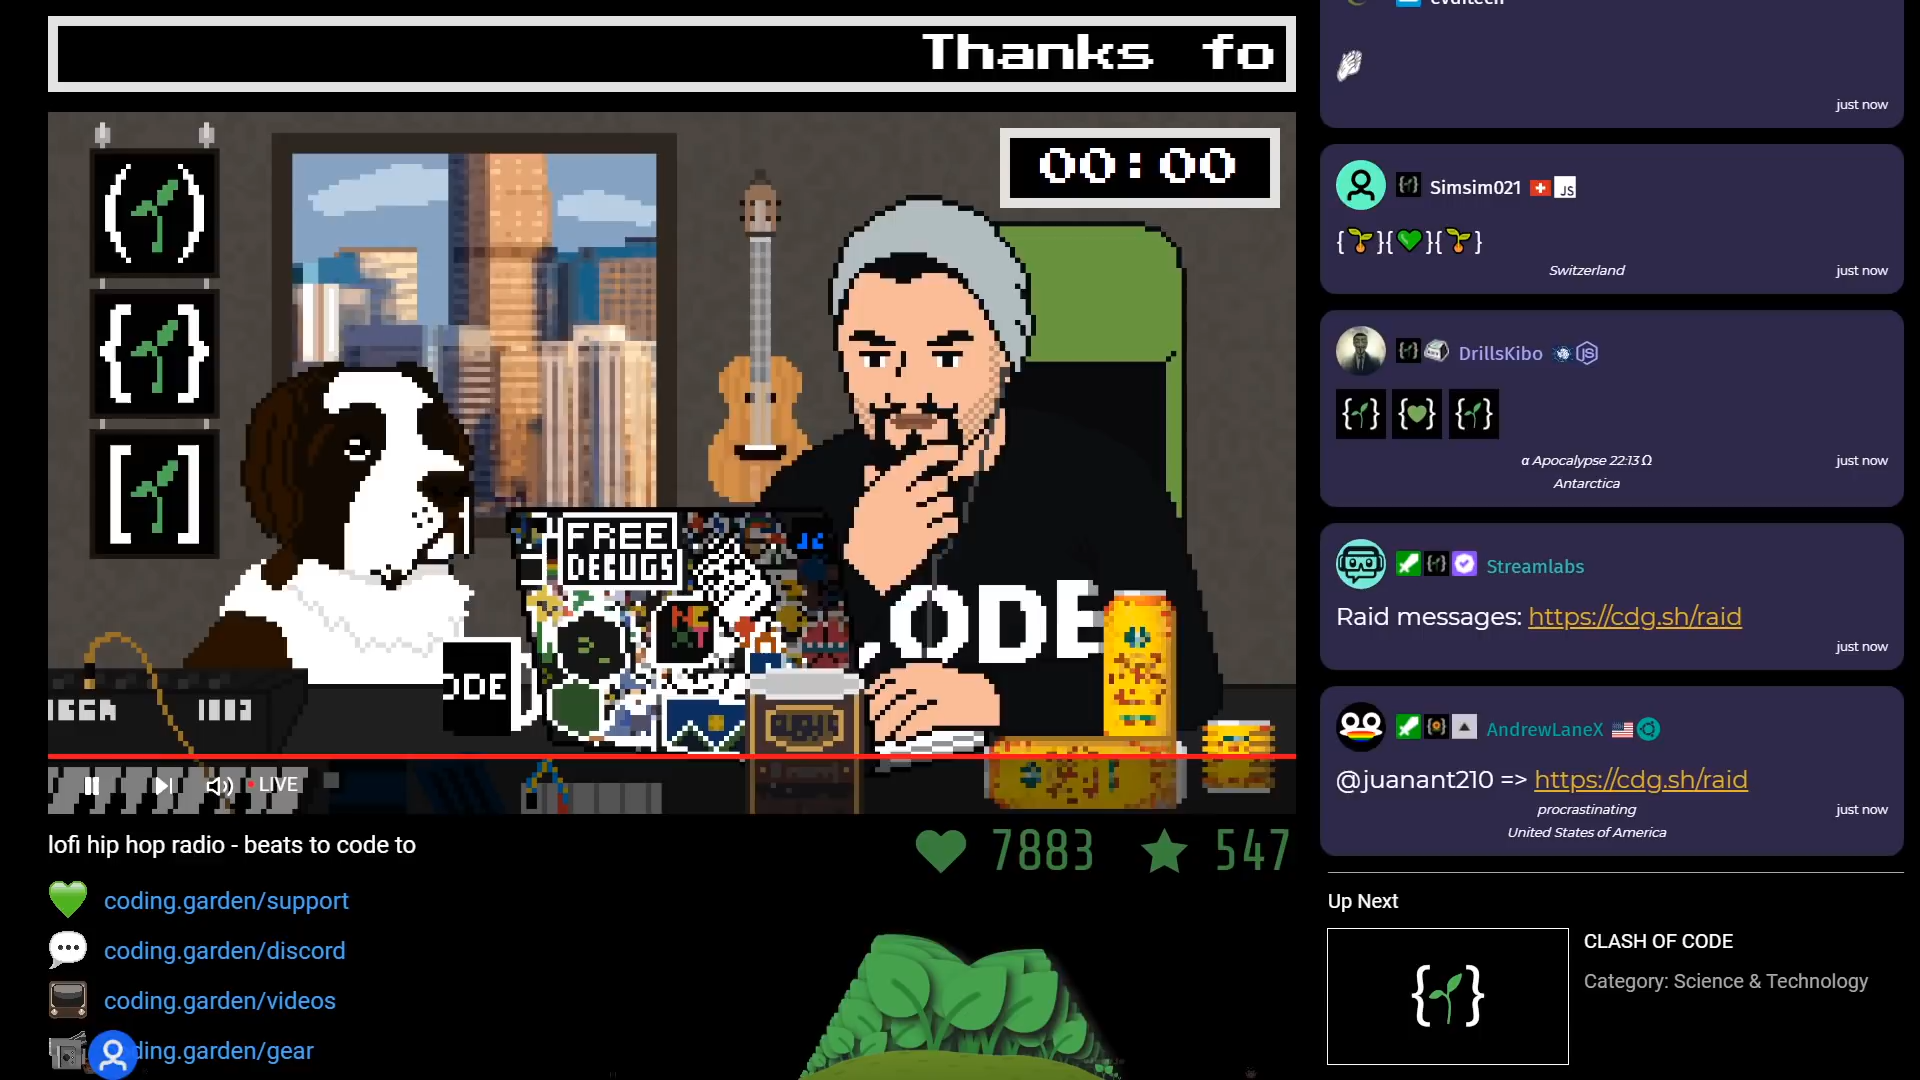 Thanks fo
00:00
FREE
DEBUGS
ODE
.ODE
LIVE
lofi hip hop radio - beats to code to
7883
547
coding.garden/support
coding.garden/discord
coding.garden/videos
ding.garden/gear
just now
Simsim021
JS
{}{}{}
Switzerland
just now
DrillsKibo
α Apocalypse 22:13 Ω
just now
Antarctica
Streamlabs
Raid messages: https://cdg.sh/raid
just now
AndrewLaneX
@juanant210 => https://cdg.sh/raid
procrastinating
just now
United States of America
Up Next
CLASH OF CODE
Category: Science & Technology